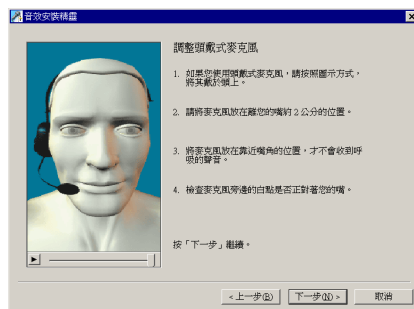 音效安裝精靈
調整頭戴式麥克風
1. 如果您使用頭戴式麥克風，請按照圖示方式，
將其戴於頭上。
2. 請將麥克風放在離您的嘴約 2 公分的位置。
3. 將麥克風放在靠近嘴角的位置，才不會收到呼
吸的聲音。
4. 檢查麥克風旁邊的白點是否正對著您的嘴。
按「下一步」繼續。
<上一步(B) 下一步(N)> 取消